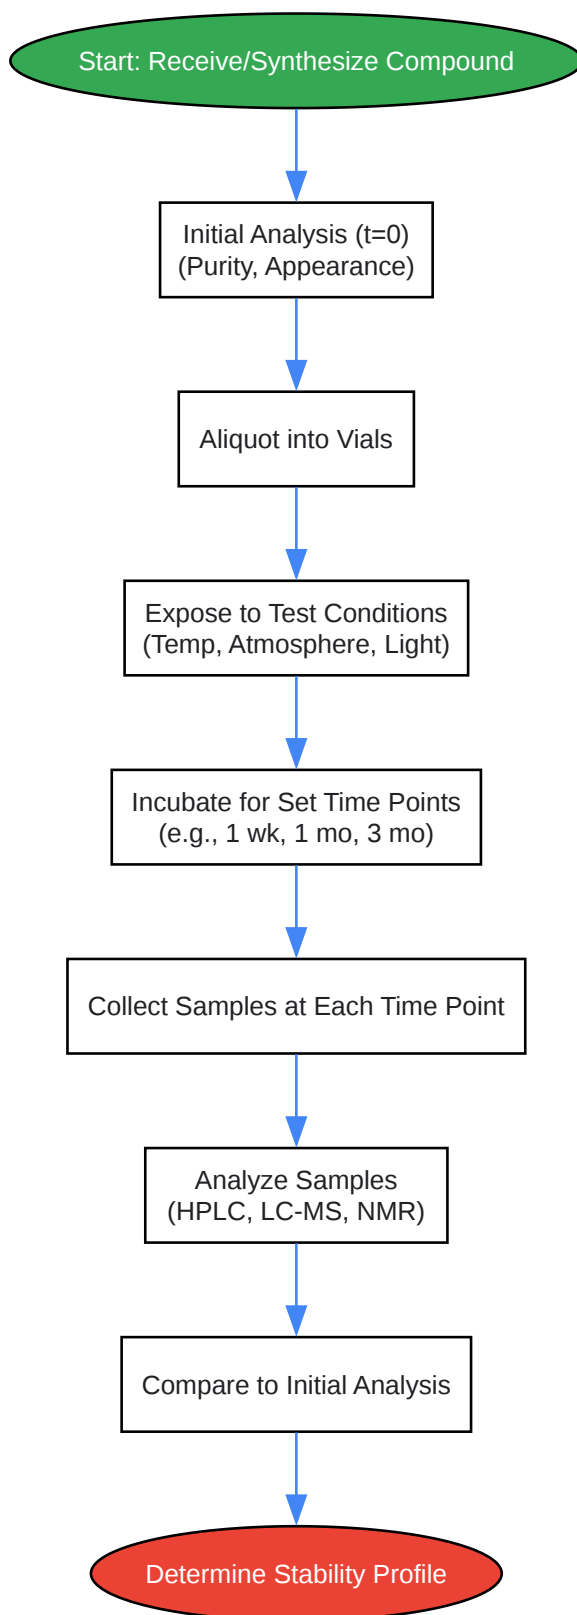 Start: Receive/Synthesize Compound
Initial Analysis (t=0)
(Purity, Appearance)
Aliquot into Vials
Expose to Test Conditions
(Temp, Atmosphere, Light)
Incubate for Set Time Points
(e.g., 1 wk, 1 mo, 3 mo)
Collect Samples at Each Time Point
Analyze Samples
(HPLC, LC-MS, NMR)
Compare to Initial Analysis
Determine Stability Profile